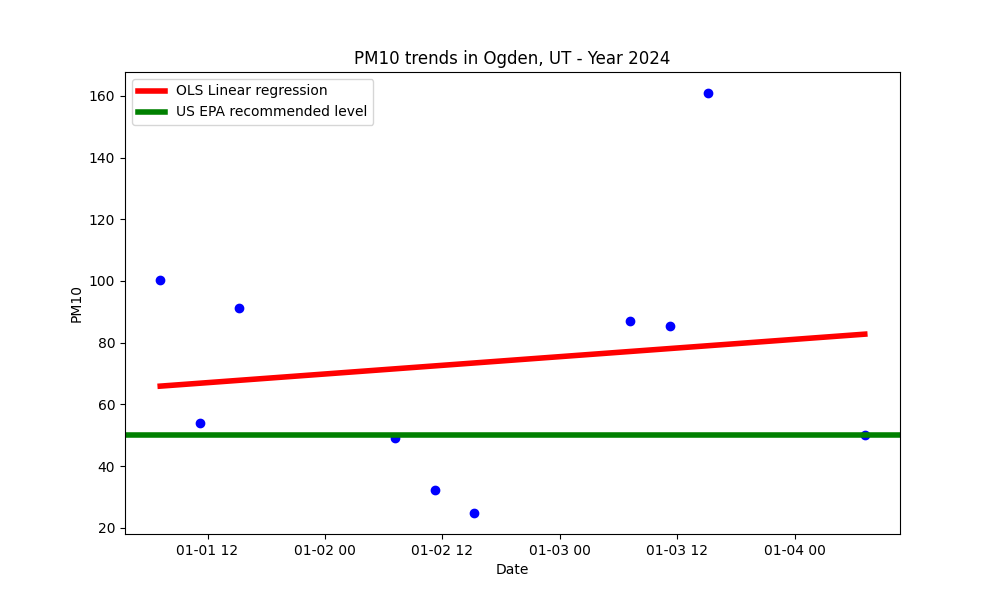 PM10 trends in Ogden, UT - Year 2024
OLS Linear regression
US EPA recommended level
160
140
120
100
80
60
40
20
PM10
01-01 12
01-02 00
01-02 12
01-03 00
01-03 12
01-04 00
Date